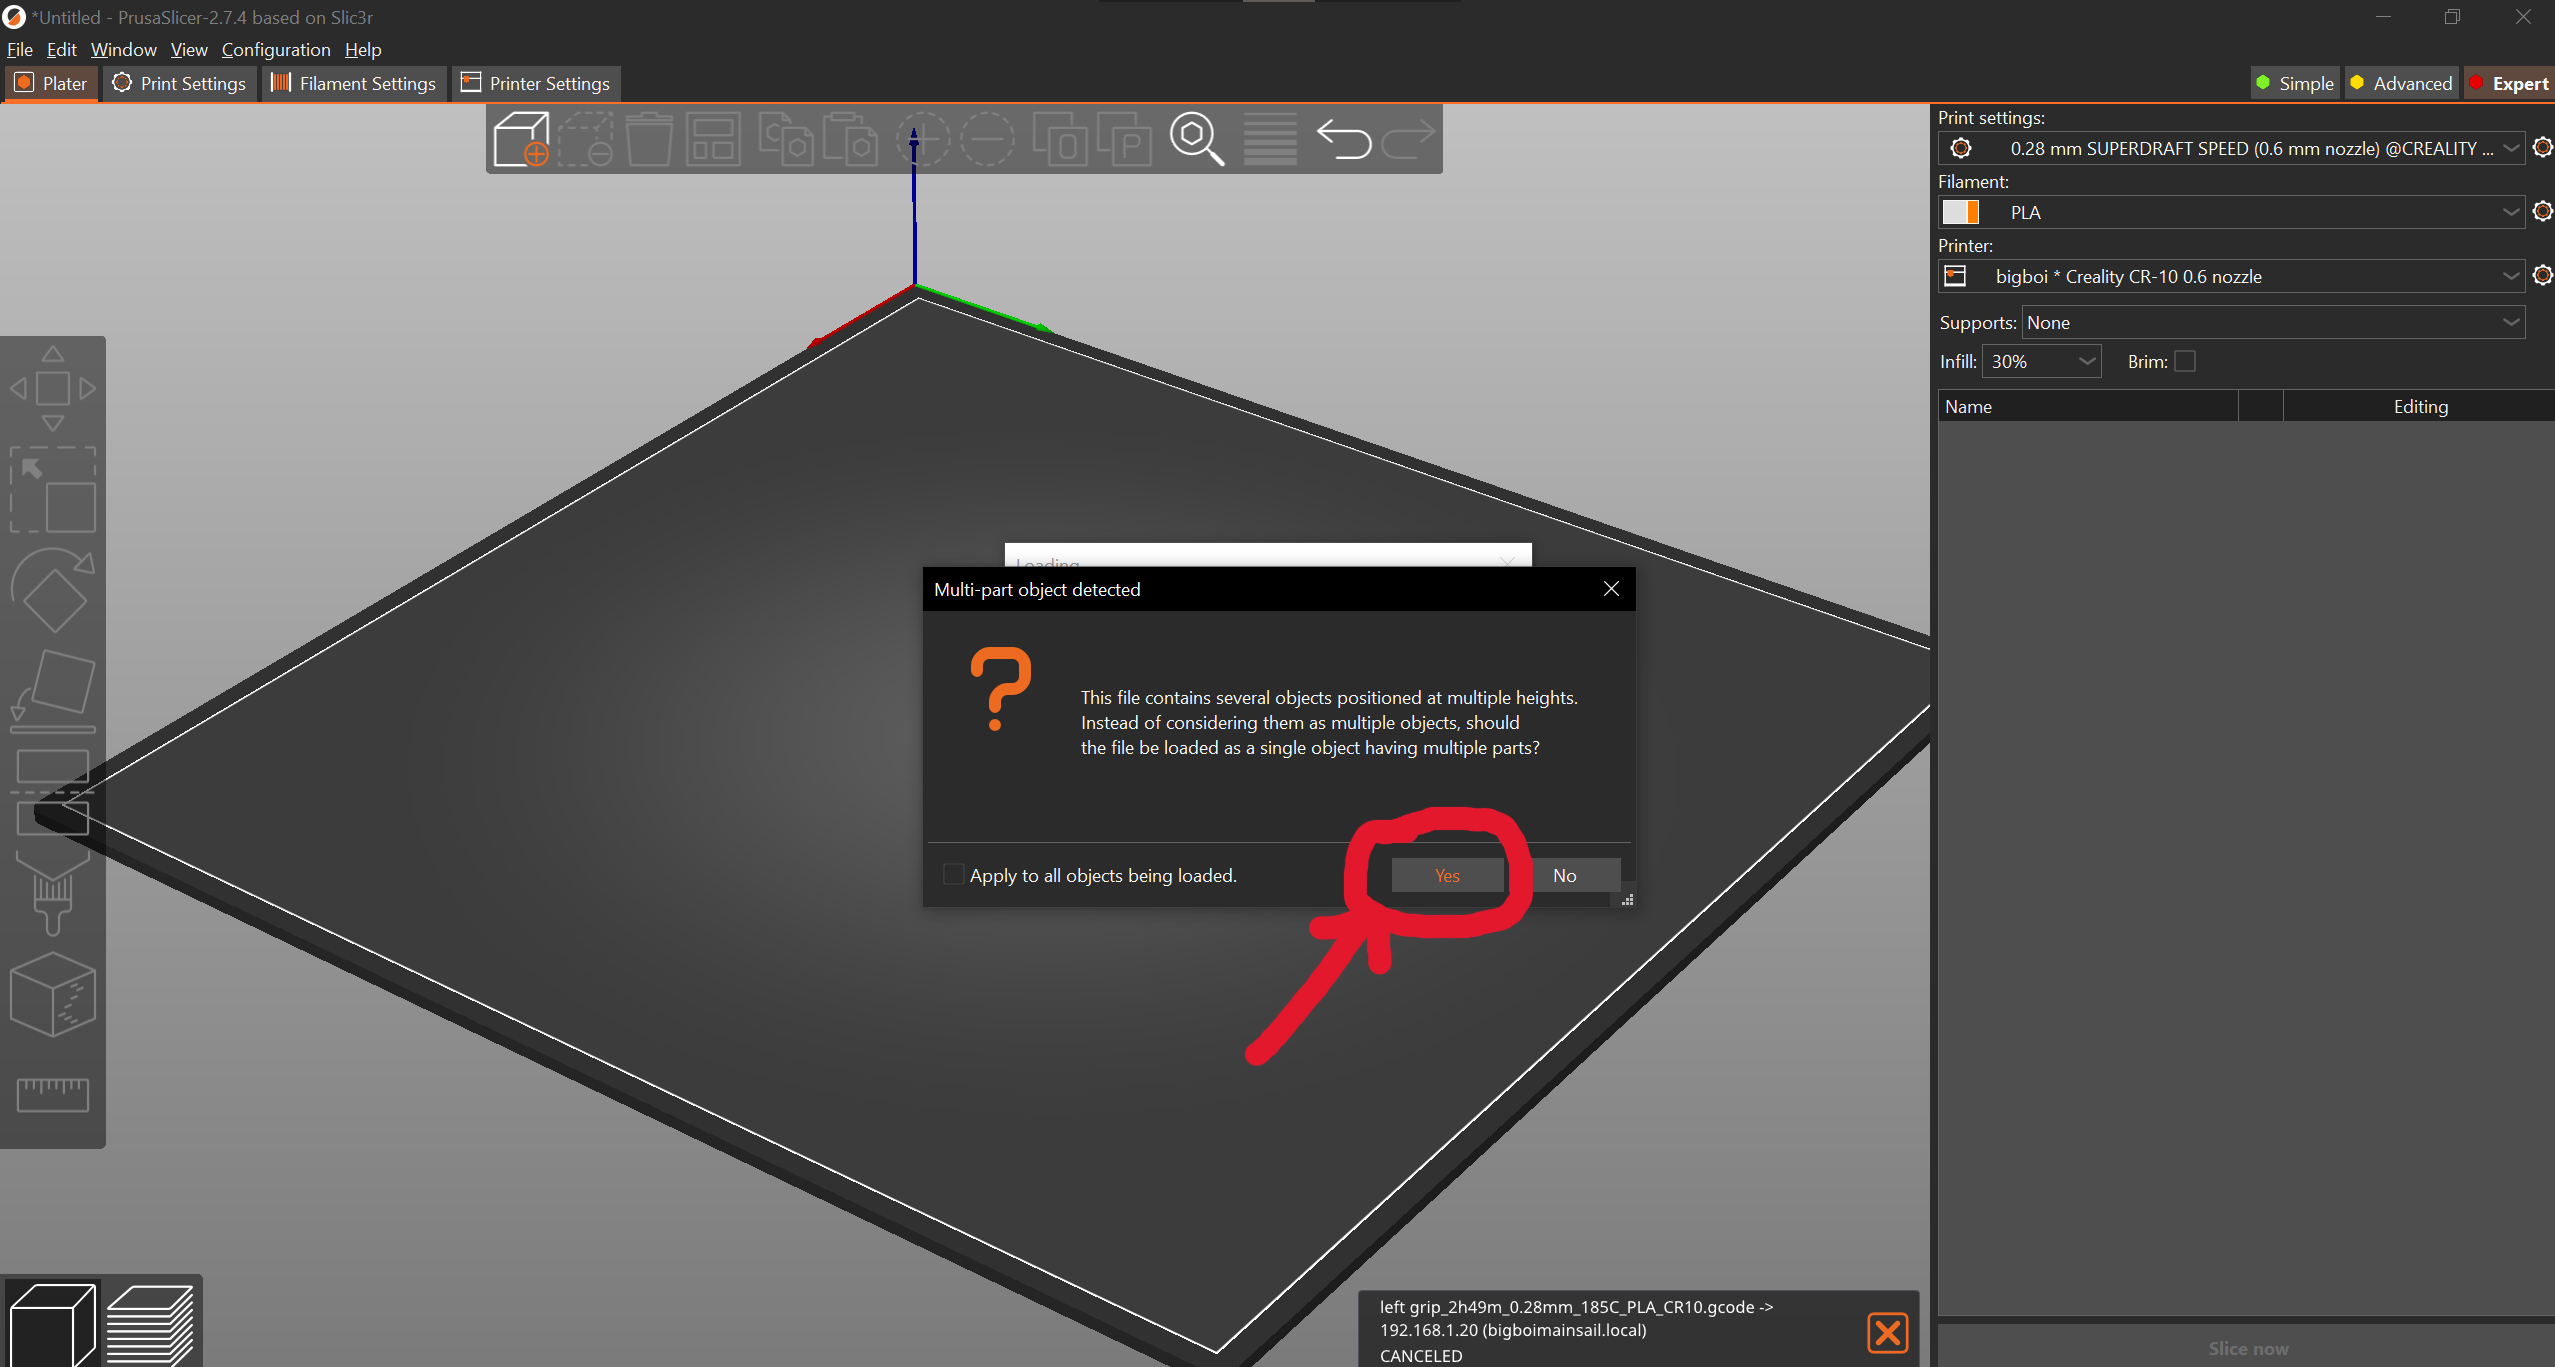 *Untitled - PrusaSlicer-2.7.4 based on Slic3r
File Edit Window View Configuration Help
Plater Print Settings Filament Settings Printer Settings Simple Advanced Expert
Print settings:
0.28 mm SUPERDRAFT SPEED (0.6 mm nozzle) @CREALITY ...
Filament:
PLA
Printer:
bigboi * Creality CR-10 0.6 nozzle
Supports: None
Infill: 30% Brim:
Name Editing
Loading
Multi-part object detected
This file contains several objects positioned at multiple heights.
Instead of considering them as multiple objects, should
the file be loaded as a single object having multiple parts?
Apply to all objects being loaded. Yes No
left grip_2h49m_0.28mm_185C_PLA_CR10.gcode ->
192.168.1.20 (bigboimainsail.local)
CANCELED
Slice now